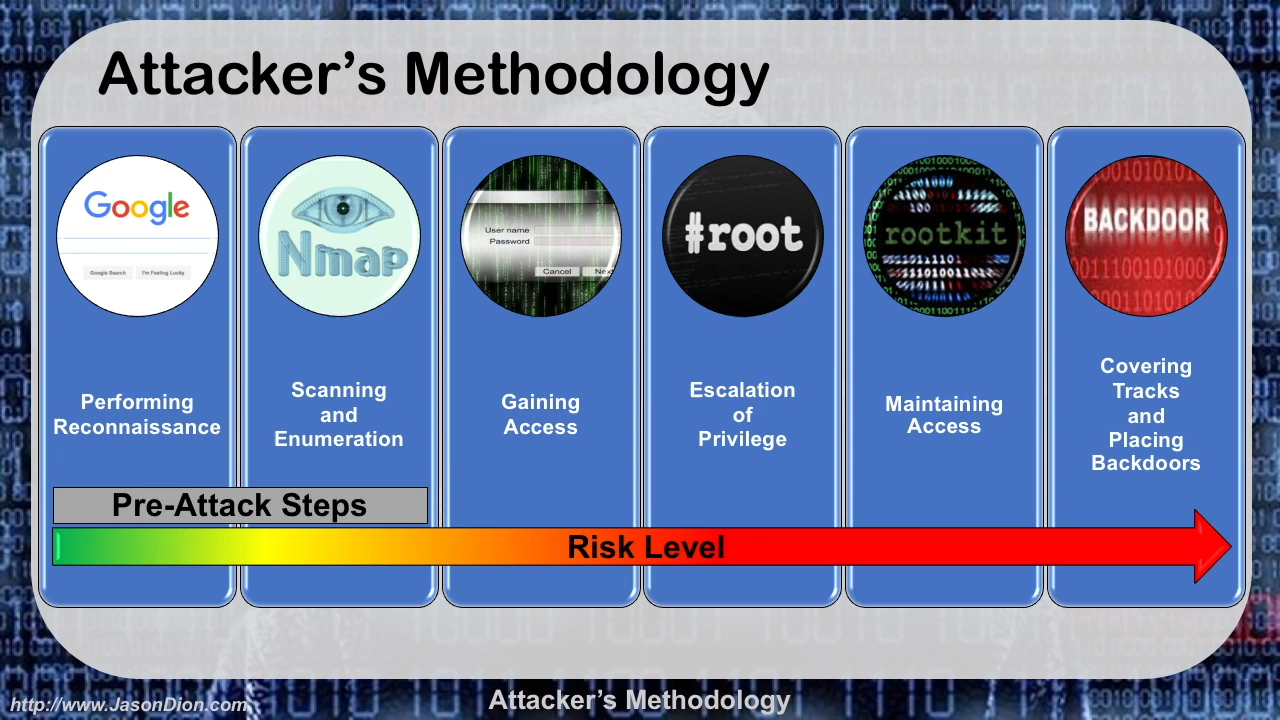 Attacker’s Methodology
Google
Google Search I'm Feeling Lucky
Performing
Reconnaissance
Nmap
Scanning
and
Enumeration
User name
Password
Cancel
Gaining
Access
#root
Escalation
of
Privilege
rootkit
Maintaining
Access
BACKDOOR
Covering
Tracks
and
Placing
Backdoors
Pre-Attack Steps
Risk Level
http://www.JasonDion.com
Attacker’s Methodology